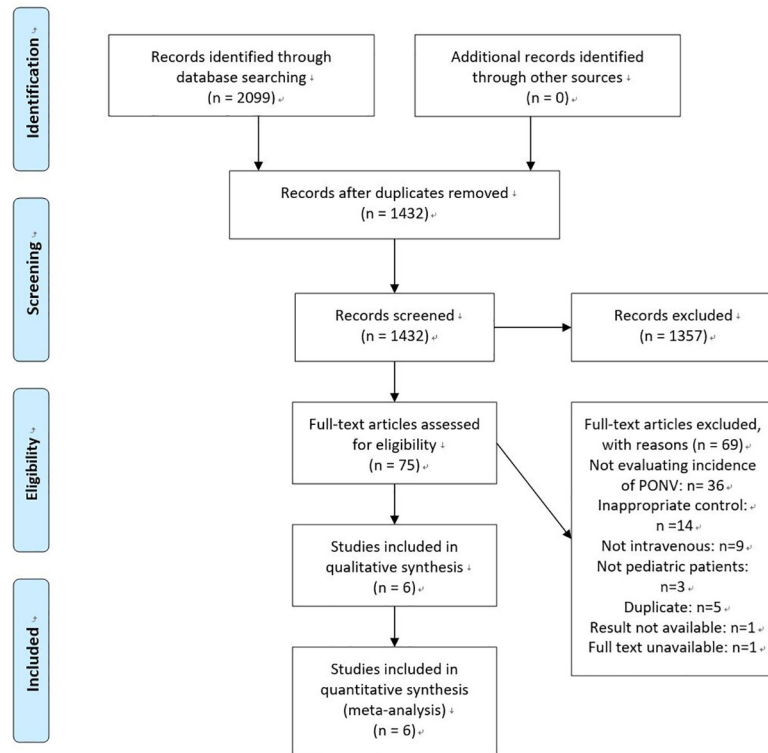 Identification
Records identified through
database searching
(n = 2099)
Additional records identified
through other sources
(n = 0)
Records after duplicates removed
(n = 1432)
Screening
Records screened
(n = 1432)
Records excluded
(n = 1357)
Eligibility
Full-text articles assessed
for eligibility
(n = 75)
Full-text articles excluded,
with reasons (n = 69)
Not evaluating incidence
of PONV: n= 36
Inappropriate control:
n =14
Not intravenous: n=9
Not pediatric patients:
n=3
Duplicate: n=5
Result not available: n=1
Full text unavailable: n=1
Studies included in
qualitative synthesis
(n = 6)
Included
Studies included in
quantitative synthesis
(meta-analysis)
(n = 6)